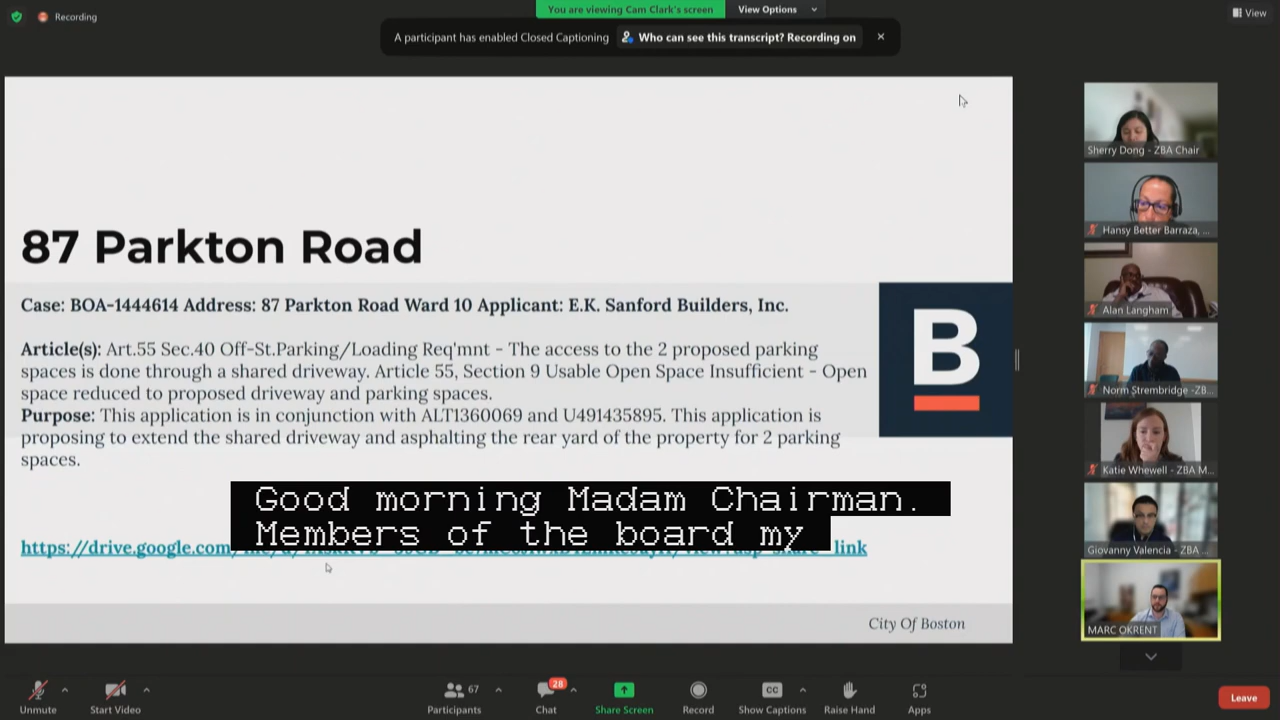 Recording
You are viewing Cam Clark's screen
View Options
View
A participant has enabled Closed Captioning
Who can see this transcript? Recording on
87 Parkton Road
Case: BOA-1444614 Address: 87 Parkton Road Ward 10 Applicant: E.K. Sanford Builders, Inc.
Article(s): Art.55 Sec.40 Off-St.Parking/Loading Req'mnt - The access to the 2 proposed parking
spaces is done through a shared driveway. Article 55, Section 9 Usable Open Space Insufficient - Open
space reduced to proposed driveway and parking spaces.
Purpose: This application is in conjunction with ALT1360069 and U491435895. This application is
proposing to extend the shared driveway and asphalting the rear yard of the property for 2 parking
spaces.
B
Good morning Madam Chairman.
Members of the board my
https://drive.google.com
link
City Of Boston
Sherry Dong - ZBA Chair
Hansy Better Barraza, ...
Alan Langham
Norm Strembridge -ZB...
Katie Whewell - ZBA M...
Giovanny Valencia - ZBA ...
MARC OKRENT
Unmute
Start Video
67
Participants
28
Chat
Share Screen
Record
CC
Show Captions
Raise Hand
Apps
Leave